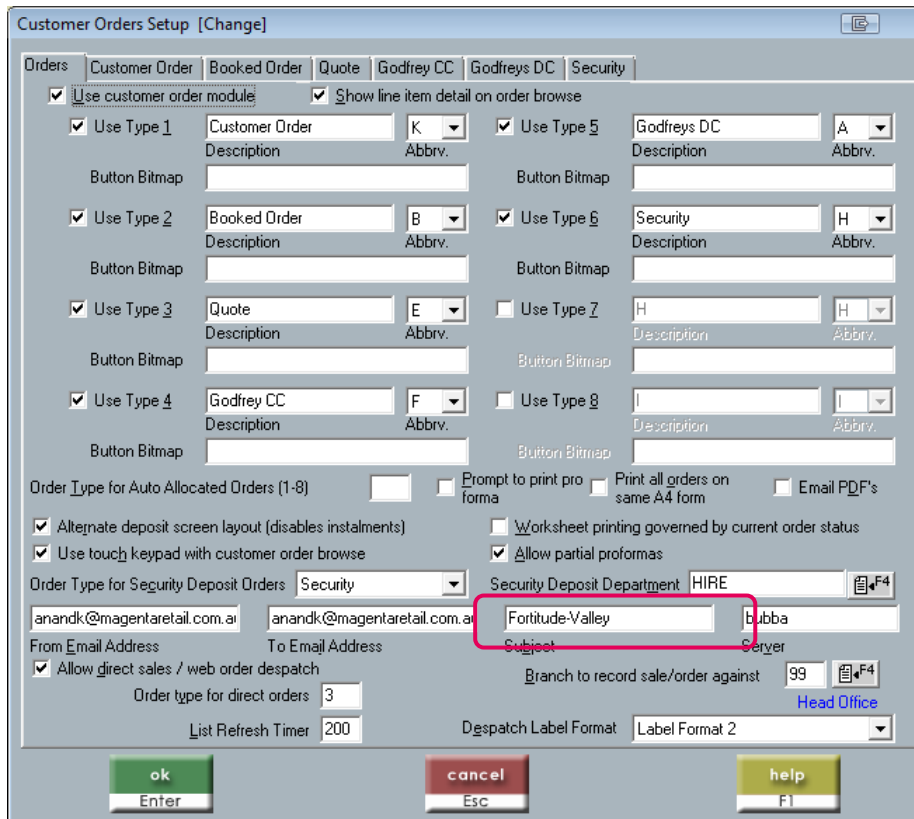 Customer Orders Setup [Change]
Orders Customer Order Booked Order Quote Godfrey CC Godfreys DC Security
Use customer order module Show line item detail on order browse
Use Type 1 Customer Order K Use Type 5 Godfreys DC A
Description Abbrv. Description Abbrv.
Button Bitmap Button Bitmap
Use Type 2 Booked Order B Use Type 6 Security H
Description Abbrv. Description Abbrv.
Button Bitmap Button Bitmap
Use Type 3 Quote E Use Type 7 H H
Description Abbrv. Description Abbrv.
Button Bitmap Button Bitmap
Use Type 4 Godfrey CC F Use Type 8 I I
Description Abbrv. Description Abbrv.
Button Bitmap Button Bitmap
Order Type for Auto Allocated Orders (1-8) Prompt to print pro forma Print all orders on same A4 form Email PDF's
Alternate deposit screen layout (disables instalments) Worksheet printing governed by current order status
Use touch keypad with customer order browse Allow partial proformas
Order Type for Security Deposit Orders Security Security Deposit Department HIRE F4
anandk@magentaretail.com.au anandk@magentaretail.com.au Fortitude-Valley bubba
From Email Address To Email Address Subject Server
Allow direct sales / web order despatch Branch to record sale/order against 99 F4
Order type for direct orders 3 Head Office
List Refresh Timer 200 Despatch Label Format Label Format 2
ok cancel help
Enter Esc F1